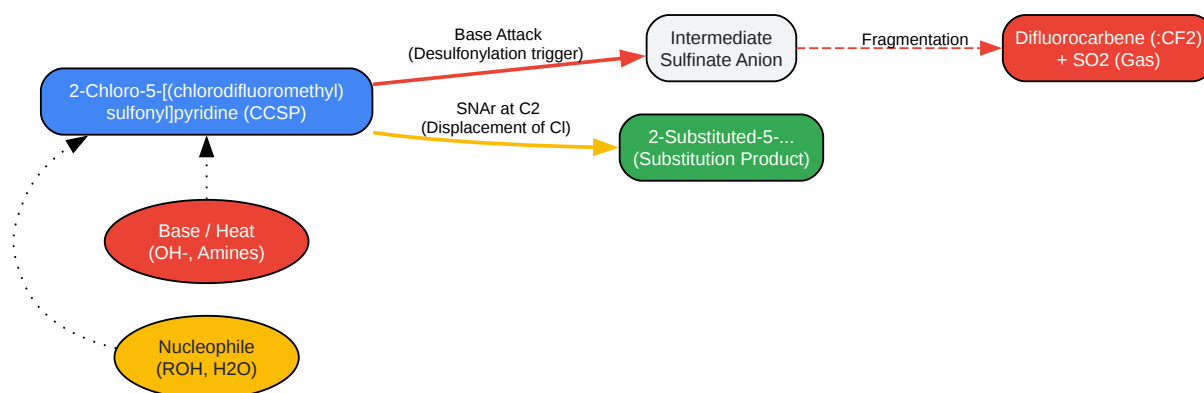 Base Attack
(Desulfonylation trigger)
Intermediate
Sulfinate Anion
Fragmentation
Difluorocarbene (:CF2)
+ SO2 (Gas)
2-Chloro-5-[(chlorodifluoromethyl)
sulfonyl]pyridine (CCSP)
SNAr at C2
(Displacement of Cl)
2-Substituted-5-...
(Substitution Product)
Base / Heat
(OH-, Amines)
Nucleophile
(ROH, H2O)